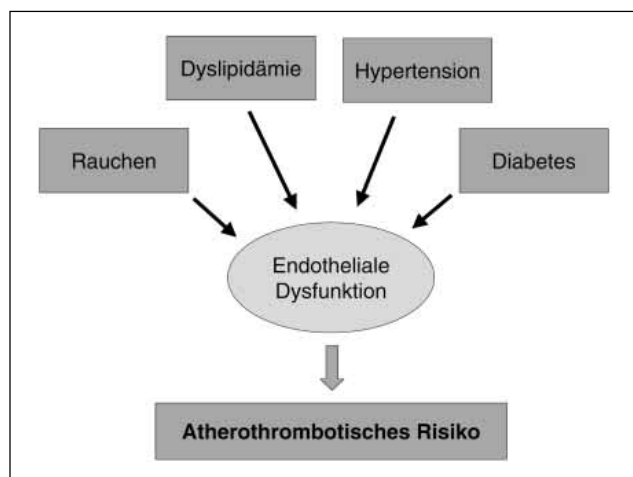 Dyslipidämie
Hypertension
Rauchen
Diabetes
Endotheliale
Dysfunktion
Atherothrombotisches Risiko